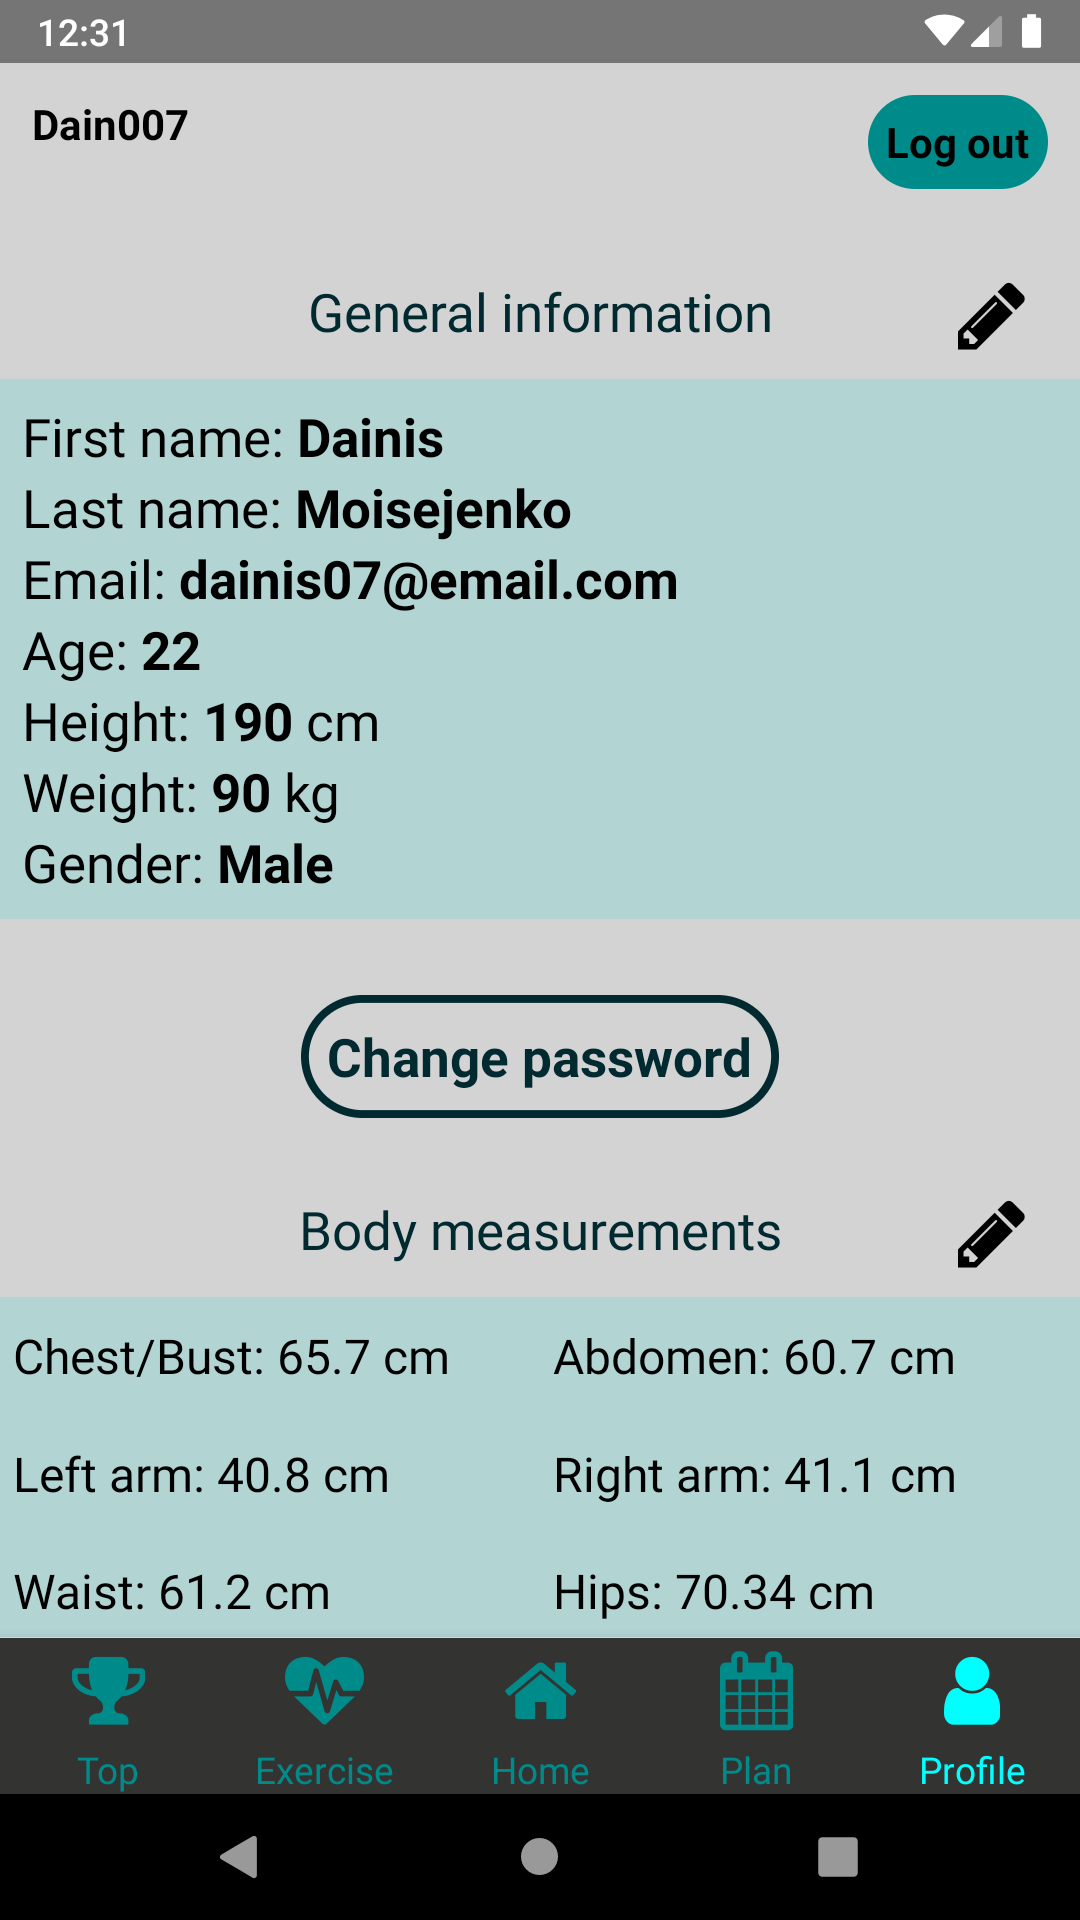 12:31
Dain007
Log out
General information
First name: Dainis
Last name: Moisejenko
Email: dainis07@email.com
Age: 22
Height: 190 cm
Weight: 90 kg
Gender: Male
Change password
Body measurements
Chest/Bust: 65.7 cm
Abdomen: 60.7 cm
Left arm: 40.8 cm
Right arm: 41.1 cm
Waist: 61.2 cm
Hips: 70.34 cm
Top
Exercise
Home
Plan
Profile